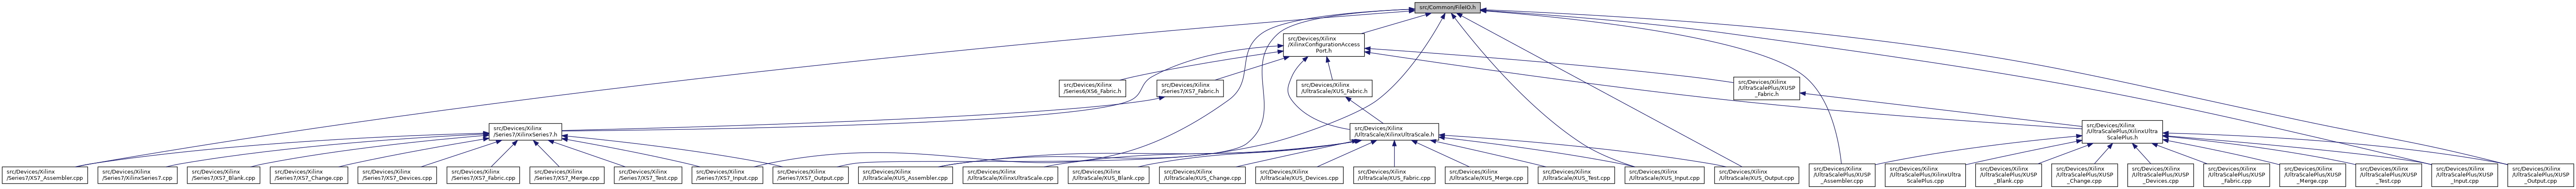 src/Common/FileIO.h
src/Devices/Xilinx
/XilinxConfigurationAccess
Port.h
src/Devices/Xilinx
/Series6/XS6_Fabric.h
src/Devices/Xilinx
/Series7/XS7_Fabric.h
src/Devices/Xilinx
/UltraScale/XUS_Fabric.h
src/Devices/Xilinx
/UltraScalePlus/XUSP
_Fabric.h
src/Devices/Xilinx
/Series7/XilinxSeries7.h
src/Devices/Xilinx
/UltraScale/XilinxUltraScale.h
src/Devices/Xilinx
/UltraScalePlus/XilinxUltra
ScalePlus.h
src/Devices/Xilinx
/Series7/XS7_Assembler.cpp
src/Devices/Xilinx
/Series7/XilinxSeries7.cpp
src/Devices/Xilinx
/Series7/XS7_Blank.cpp
src/Devices/Xilinx
/Series7/XS7_Change.cpp
src/Devices/Xilinx
/Series7/XS7_Devices.cpp
src/Devices/Xilinx
/Series7/XS7_Fabric.cpp
src/Devices/Xilinx
/Series7/XS7_Merge.cpp
src/Devices/Xilinx
/Series7/XS7_Test.cpp
src/Devices/Xilinx
/Series7/XS7_Input.cpp
src/Devices/Xilinx
/Series7/XS7_Output.cpp
src/Devices/Xilinx
/UltraScale/XUS_Assembler.cpp
src/Devices/Xilinx
/UltraScale/XilinxUltraScale.cpp
src/Devices/Xilinx
/UltraScale/XUS_Blank.cpp
src/Devices/Xilinx
/UltraScale/XUS_Change.cpp
src/Devices/Xilinx
/UltraScale/XUS_Devices.cpp
src/Devices/Xilinx
/UltraScale/XUS_Fabric.cpp
src/Devices/Xilinx
/UltraScale/XUS_Merge.cpp
src/Devices/Xilinx
/UltraScale/XUS_Test.cpp
src/Devices/Xilinx
/UltraScale/XUS_Input.cpp
src/Devices/Xilinx
/UltraScale/XUS_Output.cpp
src/Devices/Xilinx
/UltraScalePlus/XUSP
_Assembler.cpp
src/Devices/Xilinx
/UltraScalePlus/XilinxUltra
ScalePlus.cpp
src/Devices/Xilinx
/UltraScalePlus/XUSP
_Blank.cpp
src/Devices/Xilinx
/UltraScalePlus/XUSP
_Change.cpp
src/Devices/Xilinx
/UltraScalePlus/XUSP
_Devices.cpp
src/Devices/Xilinx
/UltraScalePlus/XUSP
_Fabric.cpp
src/Devices/Xilinx
/UltraScalePlus/XUSP
_Merge.cpp
src/Devices/Xilinx
/UltraScalePlus/XUSP
_Test.cpp
src/Devices/Xilinx
/UltraScalePlus/XUSP
_Input.cpp
src/Devices/Xilinx
/UltraScalePlus/XUSP
_Output.cpp